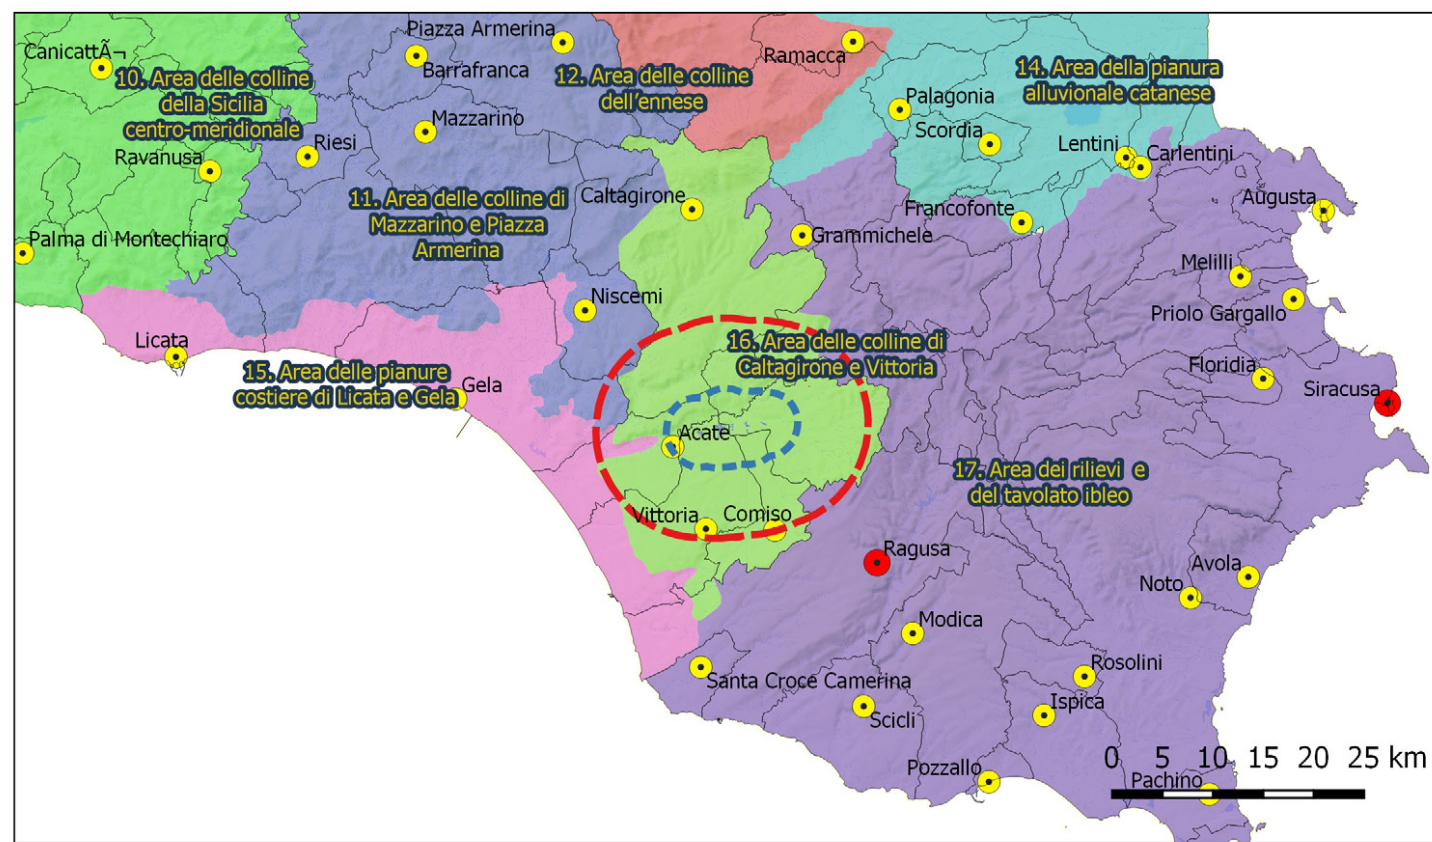 Piazza Armerina
CanicattÃ¬
Barrafranca
Ramacca
10. Area delle colline
della Sicilia
centro-meridionale
12. Area delle colline
dell'ennese
14. Area della pianura
alluvionale catanese
Palagonia
Mazzarino
Scordia
Riesi
Ravanusa
Lentini
Carlentini
11. Area delle colline di
Mazzarino e Piazza
Armerina
Caltagirone
Francofonte
Augusta
Palma di Montechiaro
Grammichele
Melilli
Niscemi
Priolo Gargallo
Licata
16. Area delle colline di
Caltagirone e Vittoria
15. Area delle pianure
costiere di Licata e Gela
Gela
Floridia
Siracusa
Acate
17. Area dei rilievi e
del tavolato ibleo
Vittoria
Comiso
Ragusa
Avola
Noto
Modica
Santa Croce Camerina
Rosolini
Scicli
Ispica
0 5 10 15 20 25 km
Pozzallo
Pachino